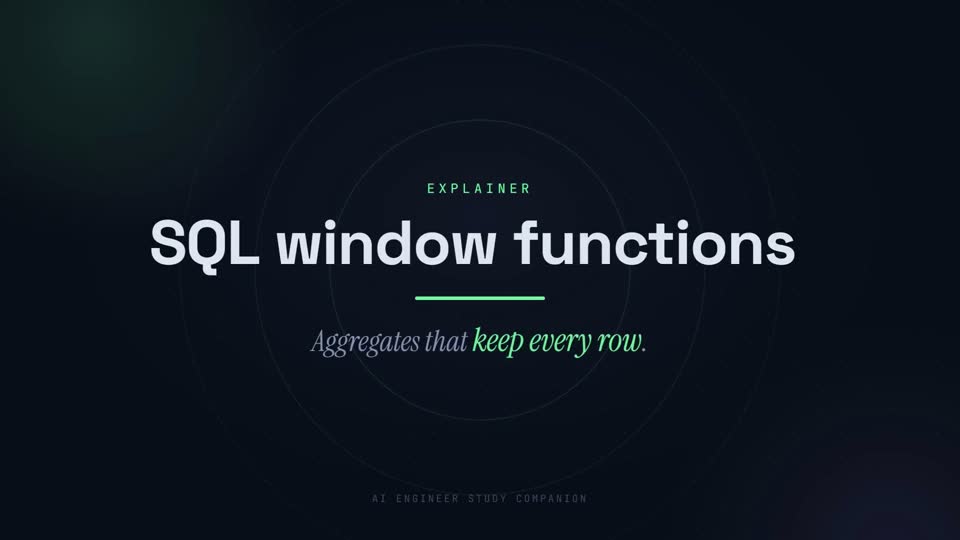 EXPLAINER
SQL window functions
Aggregates that keep every row.
AI ENGINEER STUDY COMPANION